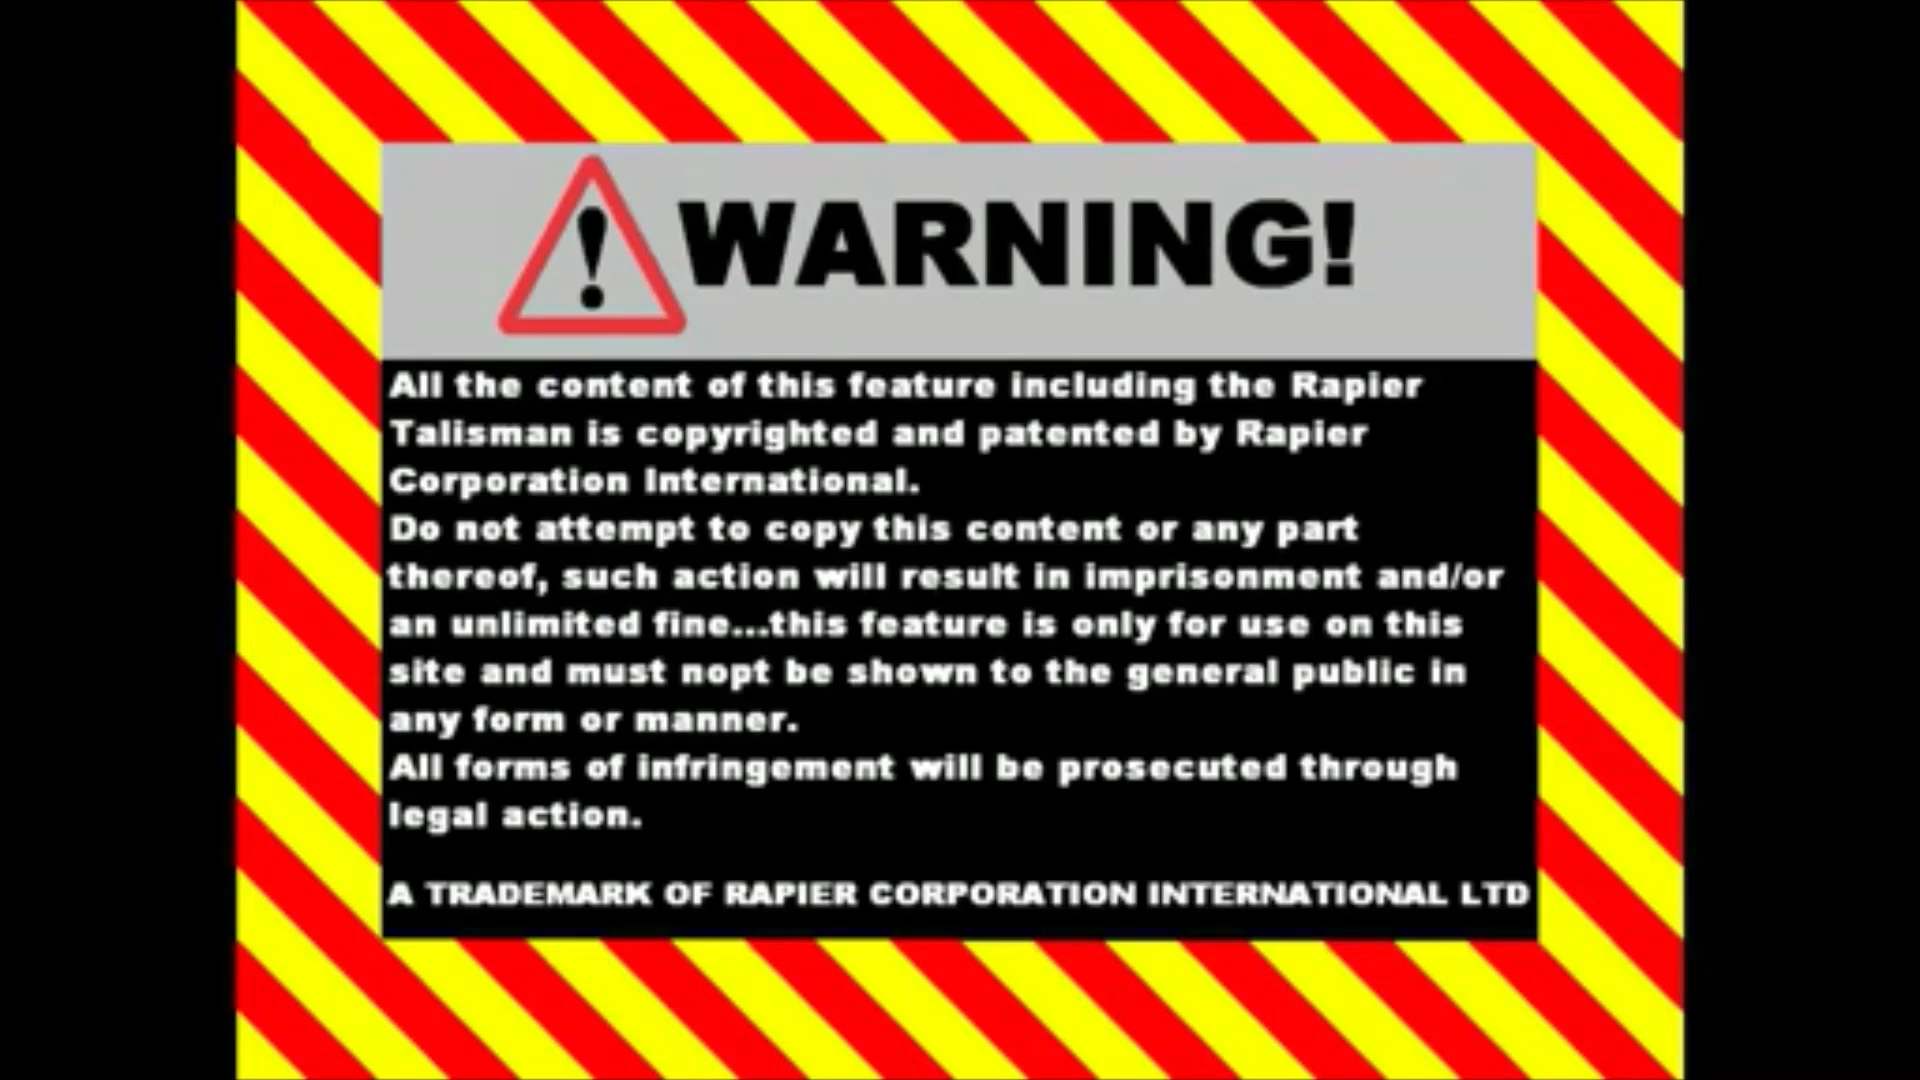 WARNING!
All the content of this feature including the Rapier
Talisman is copyrighted and patented by Rapier
Corporation International.
Do not attempt to copy this content or any part
thereof, such action will result in imprisonment and/or
an unlimited fine...this feature is only for use on this
site and must nopt be shown to the general public in
any form or manner.
All forms of infringement will be prosecuted through
legal action.
A TRADEMARK OF RAPIER CORPORATION INTERNATIONAL LTD